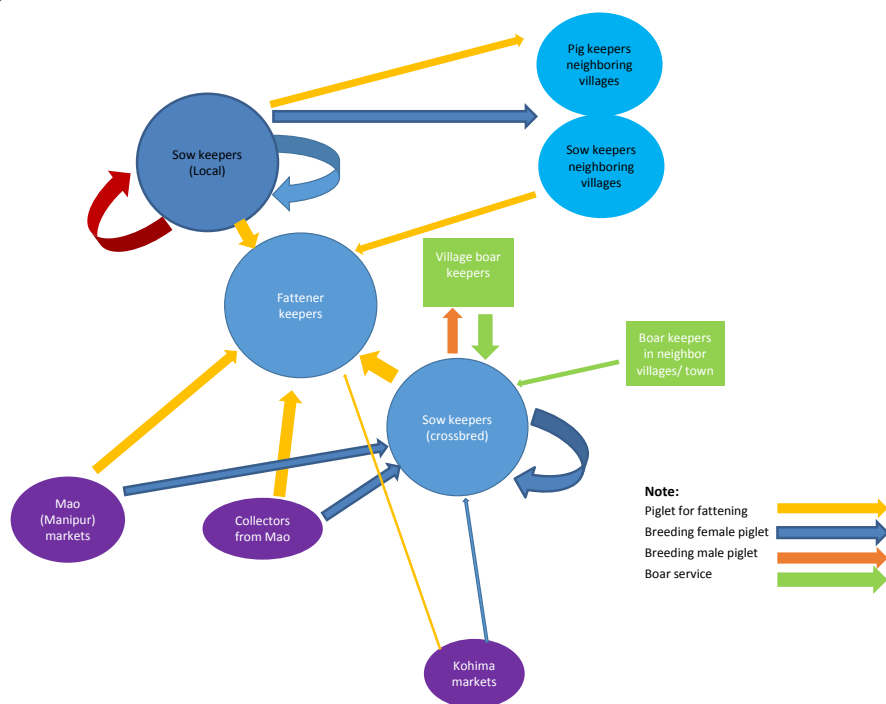 Pig keepers
neighboring
villages
Sow keepers
(Local)
Sow keepers
neighboring
villages
Village boar
keepers
Fattener
keepers
Boar keepers
in neighbor
villages/ town
Sow keepers
(crossbred)
Mao
(Manipur)
markets
Collectors
from Mao
Note:
Piglet for fattening
Breeding female piglet
Breeding male piglet
Boar service
Kohima
markets